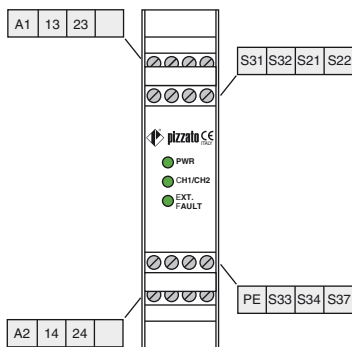 A1 13 23
S31 S32 S21 S22
pizzato CE
ITALY
PWR
CH1/CH2
EXT.
FAULT
PE S33 S34 S37
A2 14 24